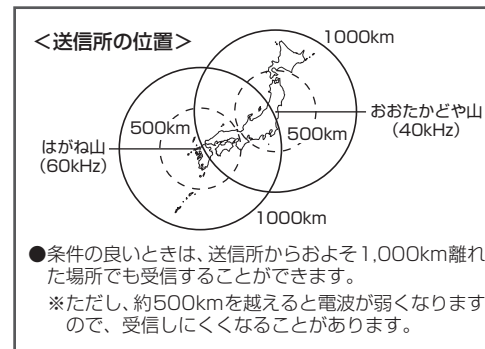 ＜送信所の位置＞
1000km
500km
おおたかどや山
（40kHz）
500km
はがね山
（60kHz）
1000km
●条件の良いときは、送信所からおよそ1,000km離れ
た場所でも受信することができます。
※ただし、約500kmを越えると電波が弱くなります
ので、受信しにくくなることがあります。